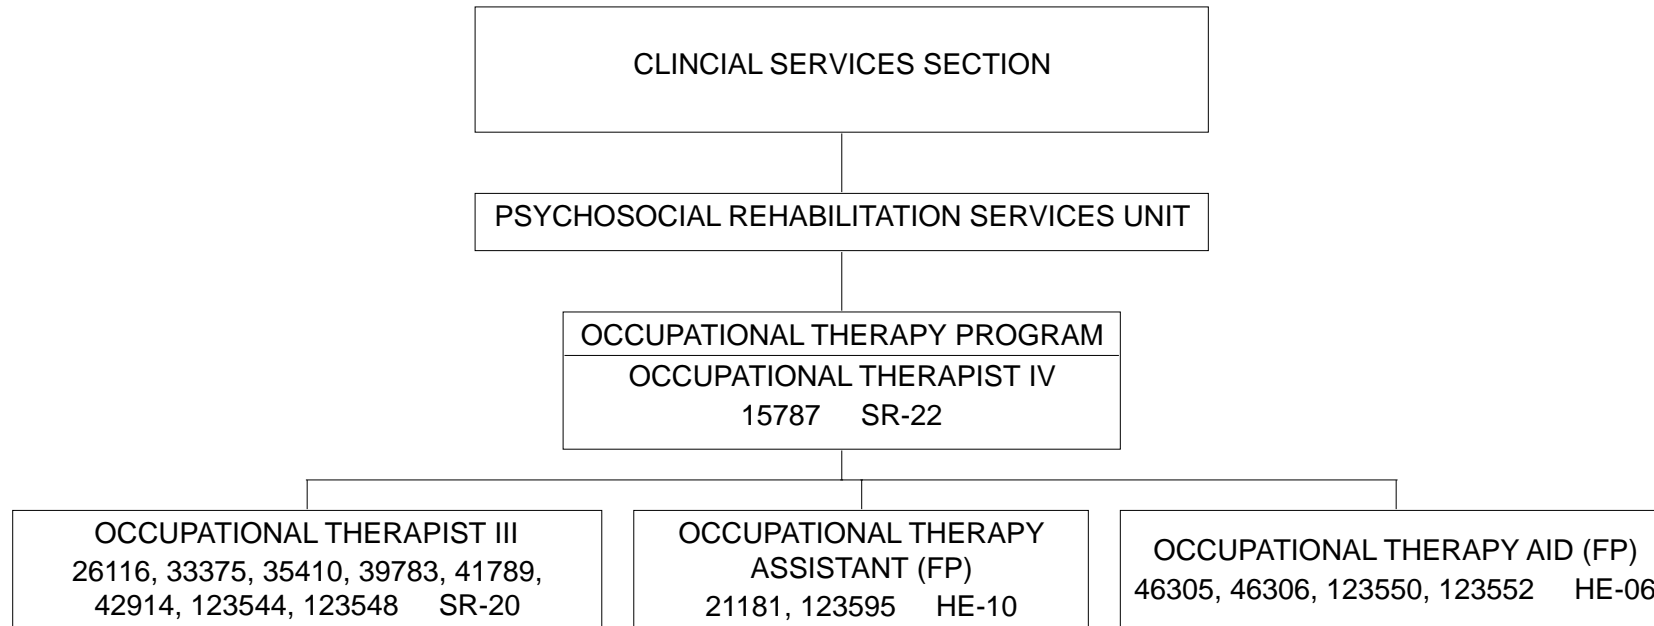 CLINCIAL SERVICES SECTION
PSYCHOSOCIAL REHABILITATION SERVICES UNIT
OCCUPATIONAL THERAPY PROGRAM
OCCUPATIONAL THERAPIST IV
15787 SR-22
OCCUPATIONAL THERAPIST III
26116, 33375, 35410, 39783, 41789,
42914, 123544, 123548 SR-20
OCCUPATIONAL THERAPY
ASSISTANT (FP)
21181, 123595 HE-10
OCCUPATIONAL THERAPY AID (FP)
46305, 46306, 123550, 123552 HE-06